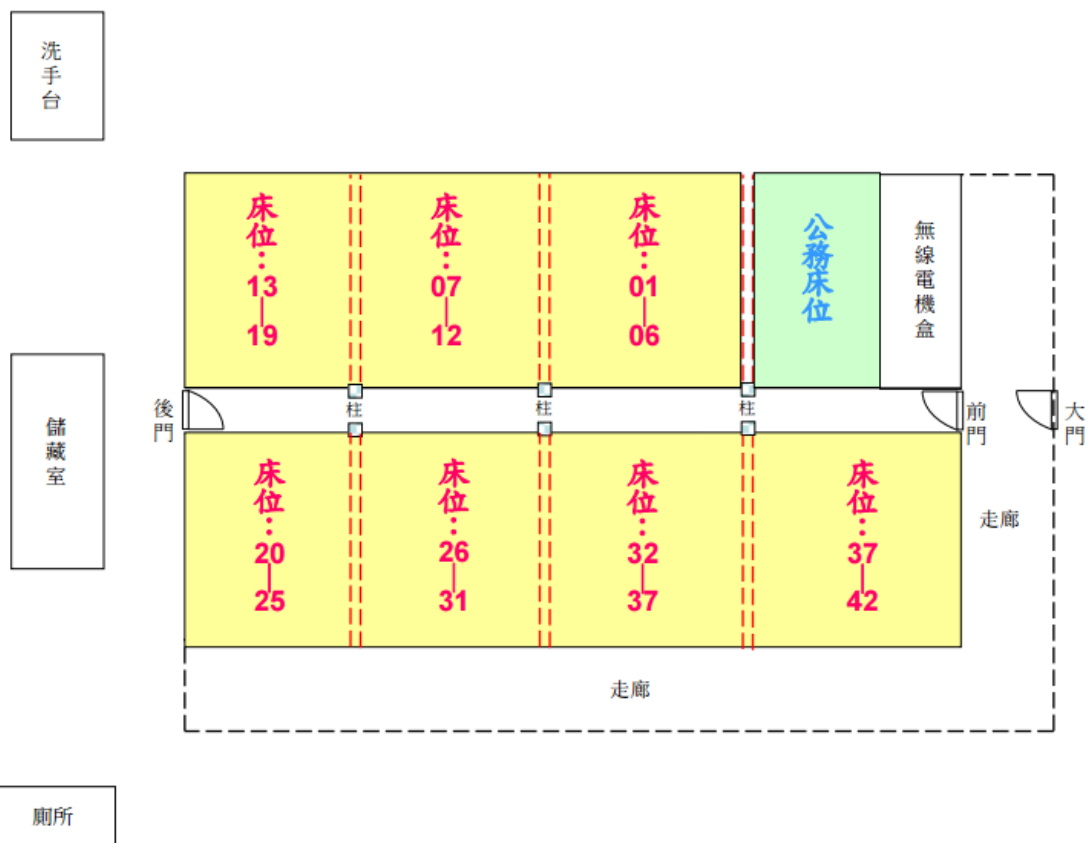 洗手台
床位：13｜19
床位：07｜12
床位：01｜06
公務床位
無線電機盒
儲藏室
後門
柱
柱
柱
前門
大門
床位：20｜25
床位：26｜31
床位：32｜37
床位：37｜42
走廊
走廊
廁所